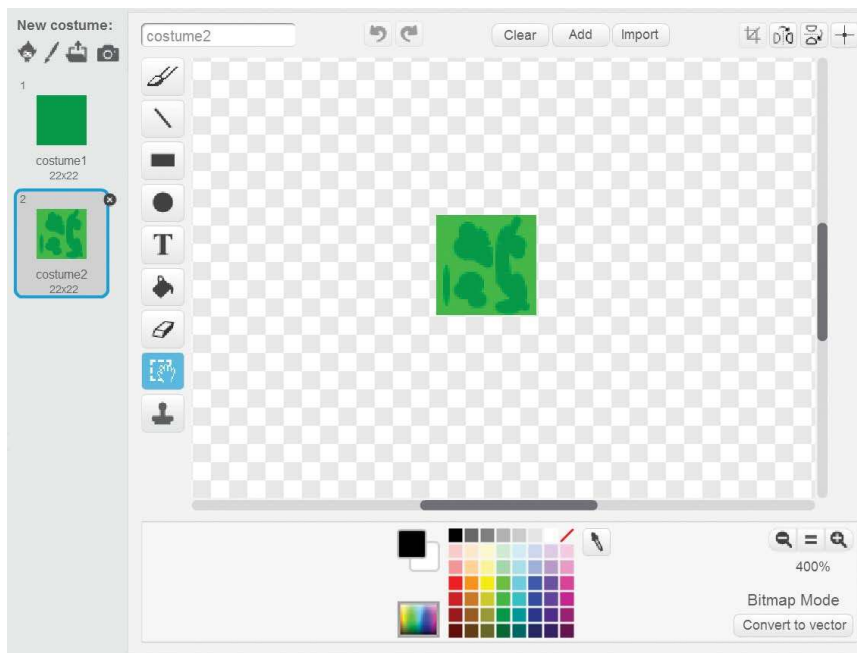 New costume:
costume2
Clear
Add
Import
1
costume1
22x22
2
costume2
22x22
T
400%
Bitmap Mode
Convert to vector